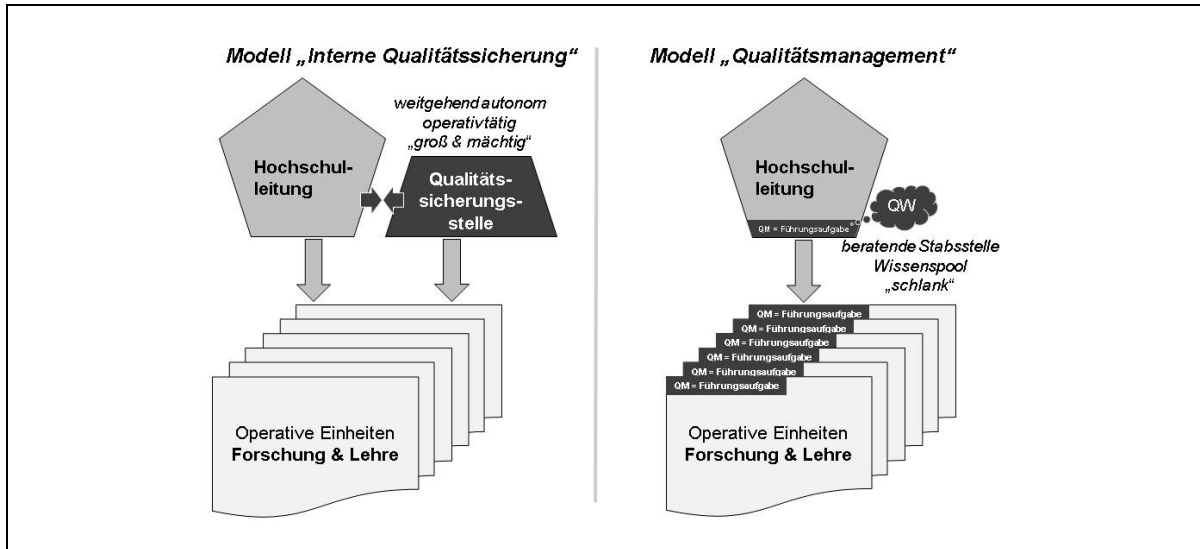 Modell „Interne Qualitätssicherung“
weitgehend autonom
operativtätig
„groß & mächtig“
Hochschul-
leitung
Qualitäts-
sicherungs-
stelle
Operative Einheiten
Forschung & Lehre
Modell „Qualitätsmanagement“
Hochschul-
leitung
QW
QM = Führungsaufgabe
beratende Stabsstelle
Wissenspool
„schlank“
QM = Führungsaufgabe
QM = Führungsaufgabe
QM = Führungsaufgabe
QM = Führungsaufgabe
QM = Führungsaufgabe
QM = Führungsaufgabe
Operative Einheiten
Forschung & Lehre